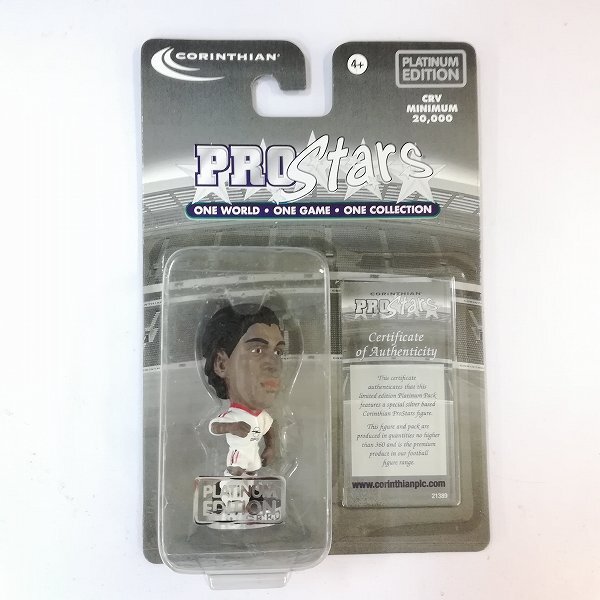 CORINTHIAN
4+
PLATINUM
EDITION
CRV
MINIMUM
20,000
PROStars
ONE WORLD • ONE GAME • ONE COLLECTION
CORINTHIAN
PROStars
Certificate
of Authenticity
This certificate
authenticates that this
limited edition Platinum Pack
features a special silver based
Corinthian ProStars figure.
This figure and pack are
produced in quantities no higher
than 360 and is the premium
product in our football
figure range.
www.corinthianplc.com
21389
PLATINUM
EDITION